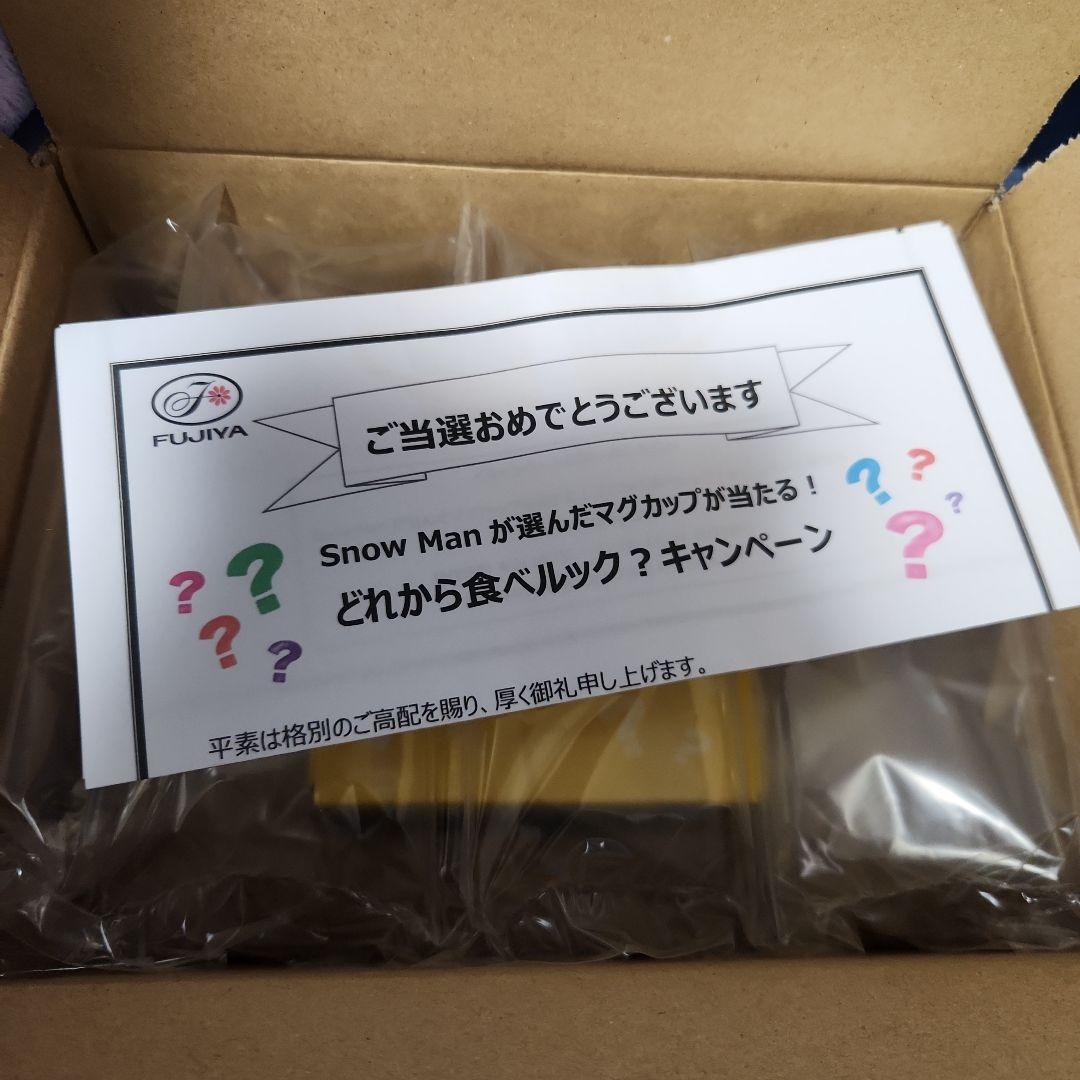 FUJIYA
ご当選おめでとうございます
Snow Man が選んだマグカップが当たる！
どれから食べルック？キャンペーン
? ? ? ?
? ? ? ?
平素は格別のご高配を賜り、厚く御礼申し上げます。